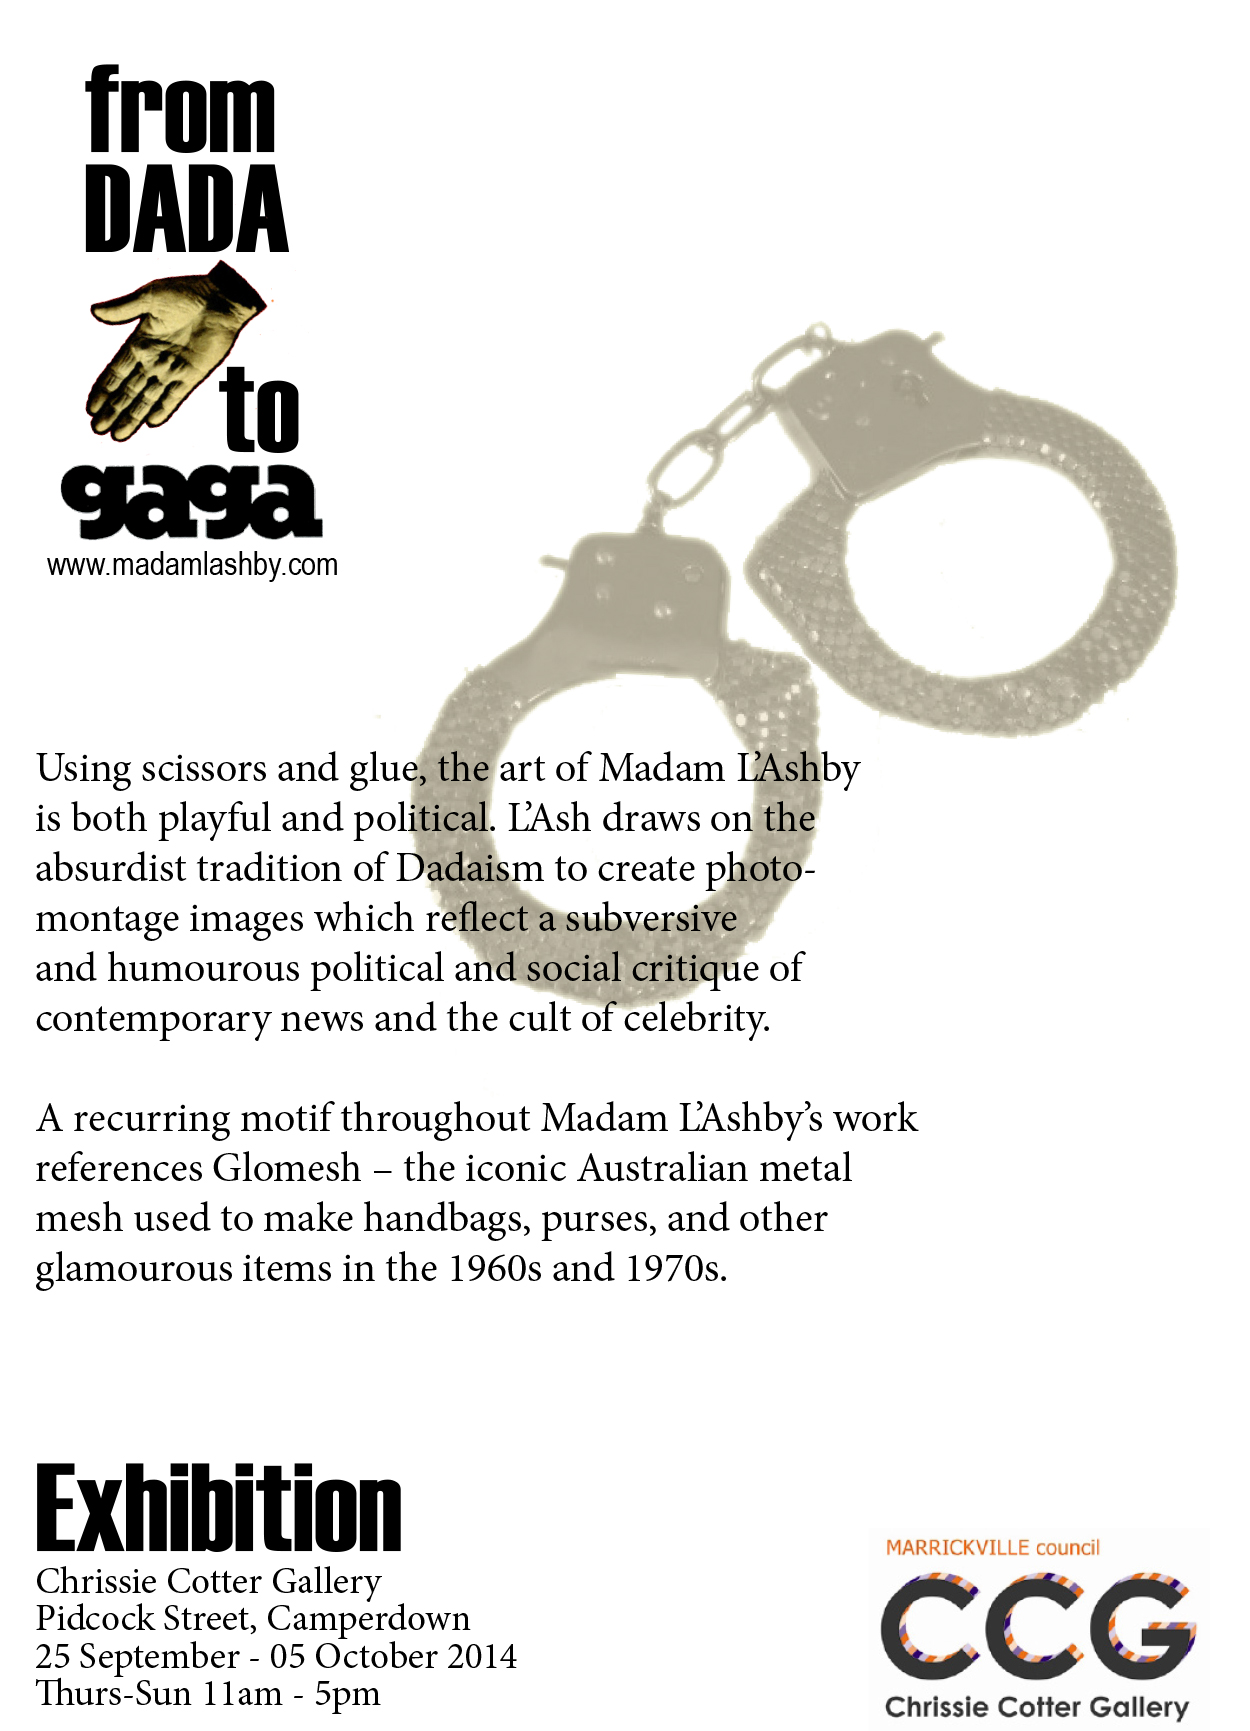 from
DADA
to
gaga
www.madamlashby.com
Using scissors and glue, the art of Madam L’Ashby
is both playful and political. L’Ash draws on the
absurdist tradition of Dadaism to create photo-
montage images which reflect a subversive
and humourous political and social critique of
contemporary news and the cult of celebrity.
A recurring motif throughout Madam L’Ashby’s work
references Glomesh – the iconic Australian metal
mesh used to make handbags, purses, and other
glamourous items in the 1960s and 1970s.
Exhibition
Chrissie Cotter Gallery
Pidcock Street, Camperdown
25 September - 05 October 2014
Thurs-Sun 11am - 5pm
MARRICKVILLE council
CCG
Chrissie Cotter Gallery